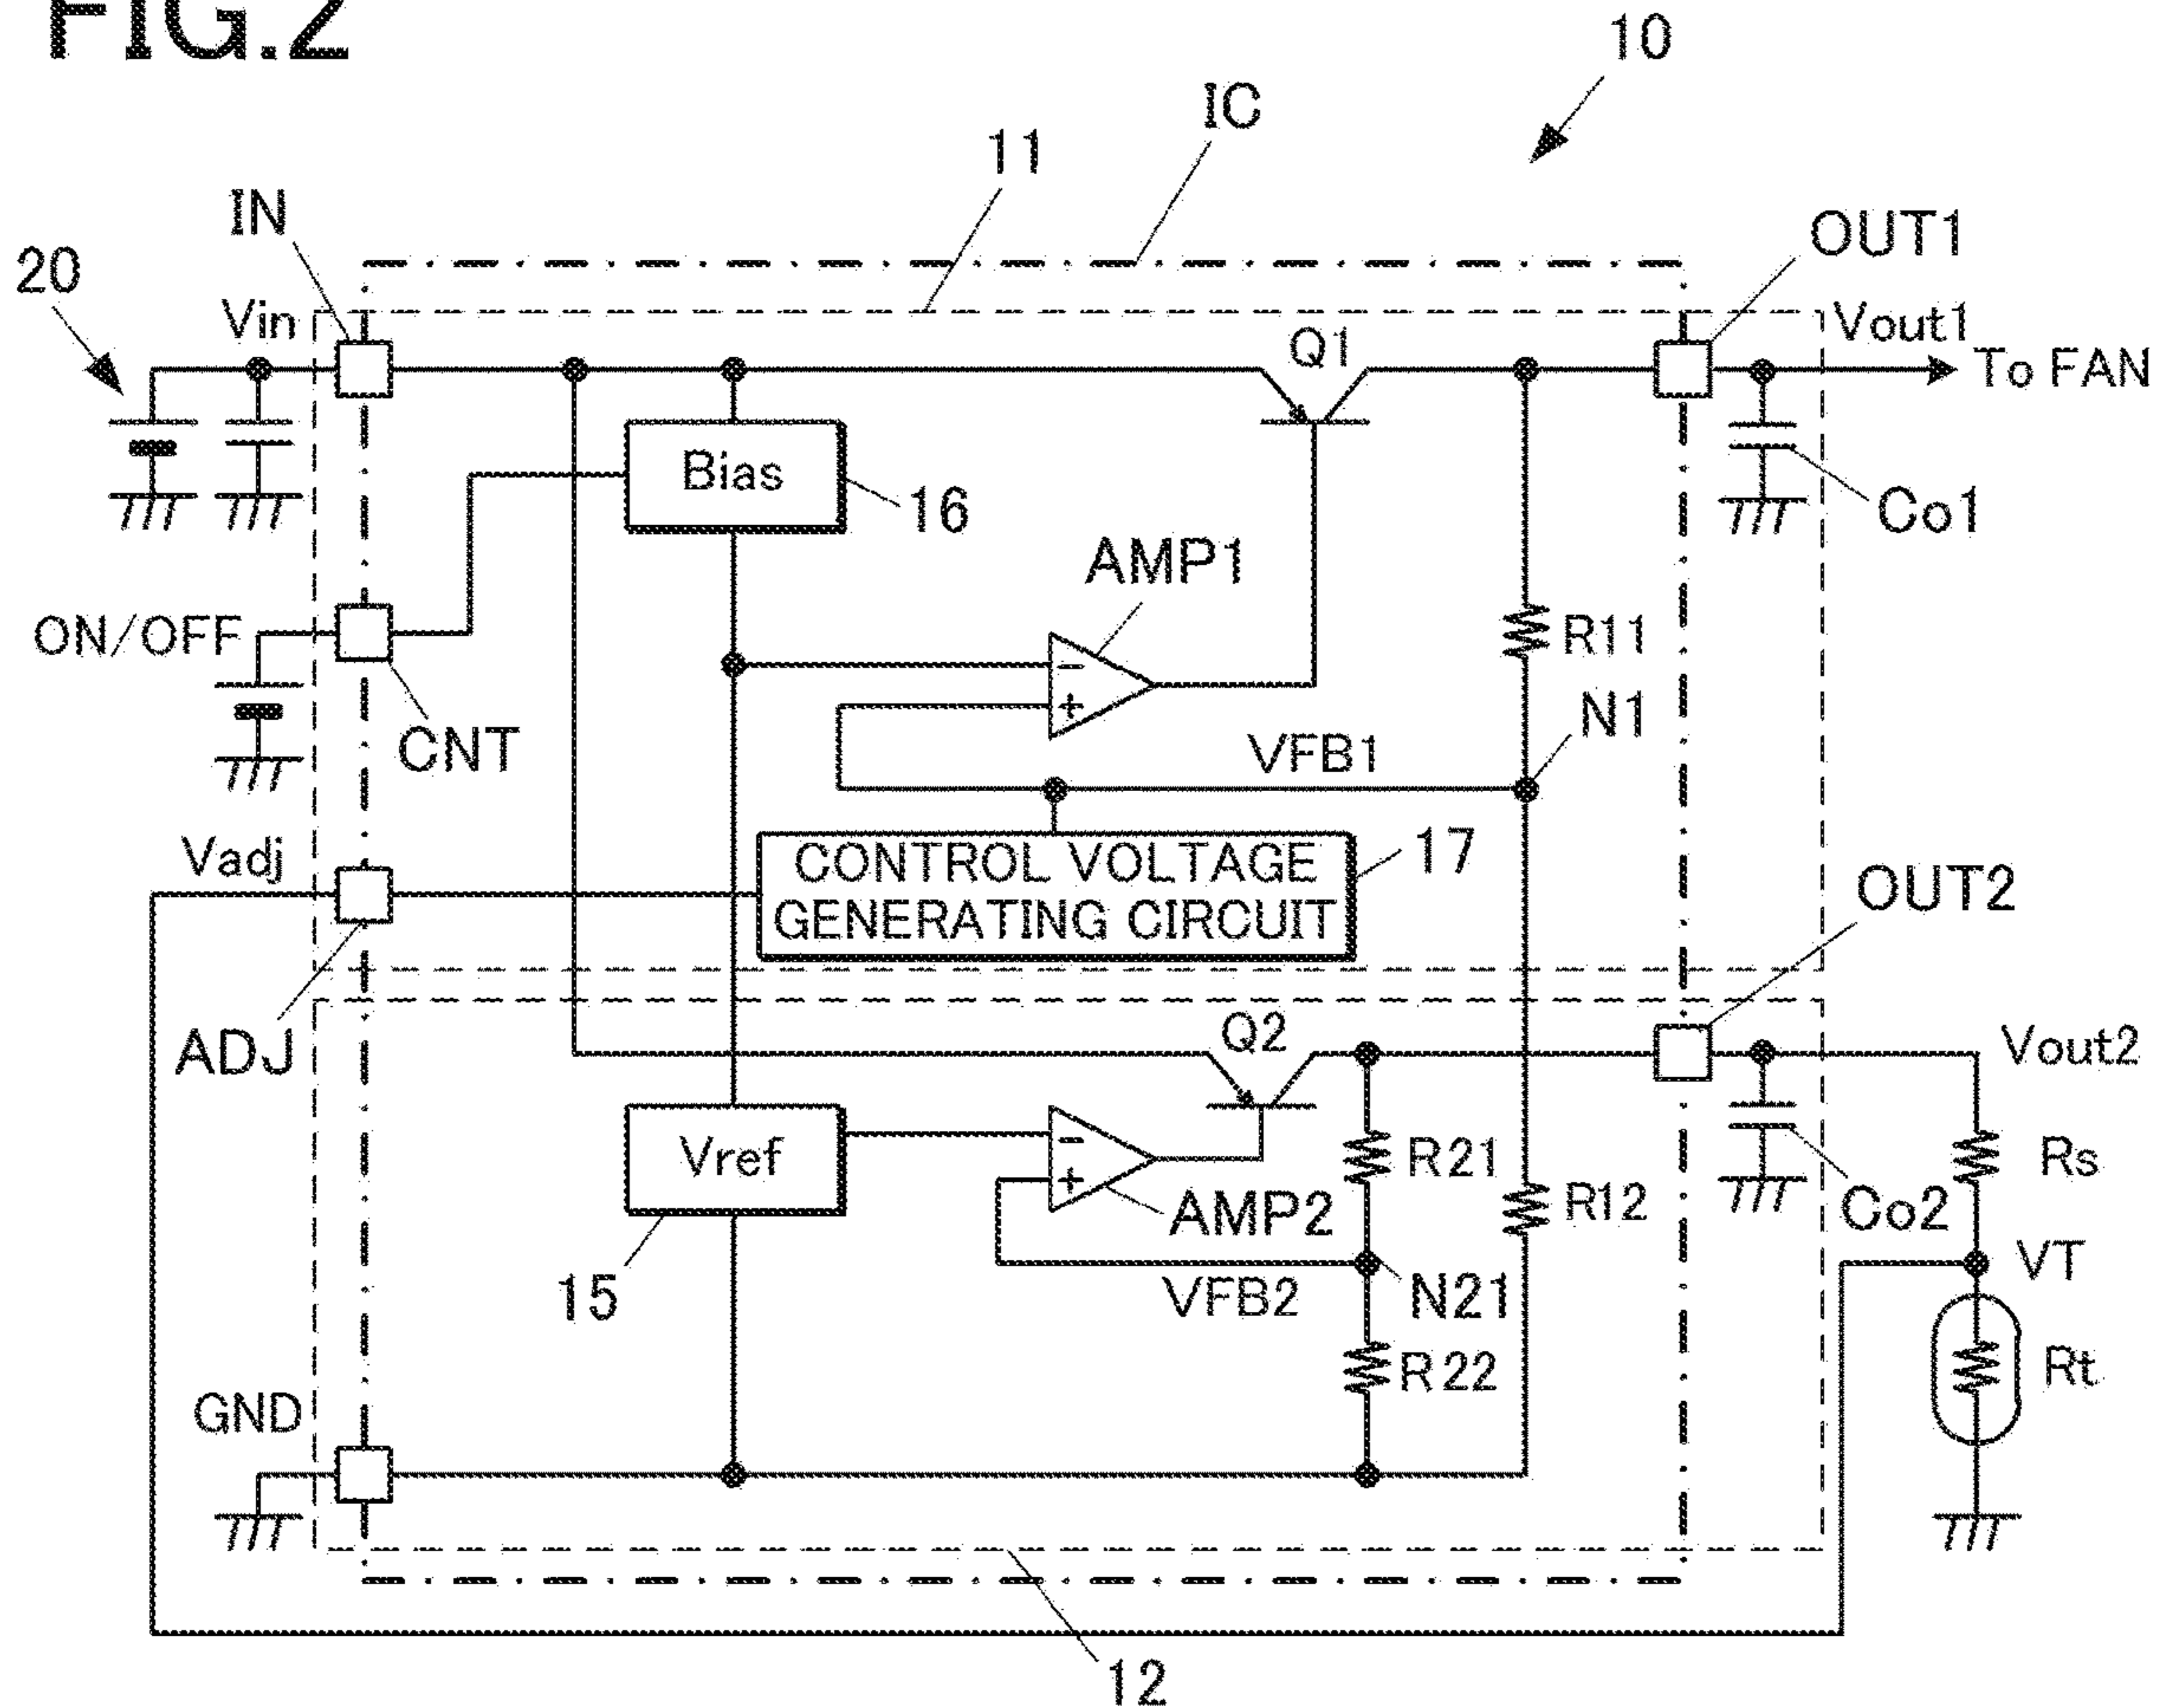 FIG.2
10
IC
11
IN
OUT1
20
Vin
Q1
Vout1
To FAN
Bias
16
Co1
AMP1
ON/OFF
R11
−
+
N1
CNT
VFB1
Vadj
CONTROL VOLTAGE
GENERATING CIRCUIT
17
OUT2
ADJ
Q2
Vout2
Vref
−
+
R21
Rs
AMP2
R12
Co2
15
VFB2
N21
VT
R22
Rt
GND
12